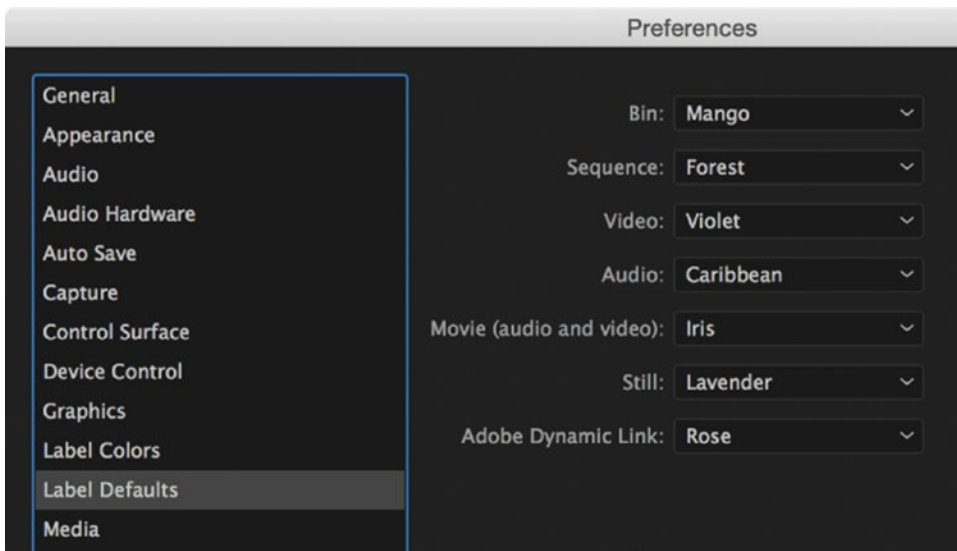 Preferences
General
Appearance
Audio
Audio Hardware
Auto Save
Capture
Control Surface
Device Control
Graphics
Label Colors
Label Defaults
Media
Bin: Mango
Sequence: Forest
Video: Violet
Audio: Caribbean
Movie (audio and video): Iris
Still: Lavender
Adobe Dynamic Link: Rose